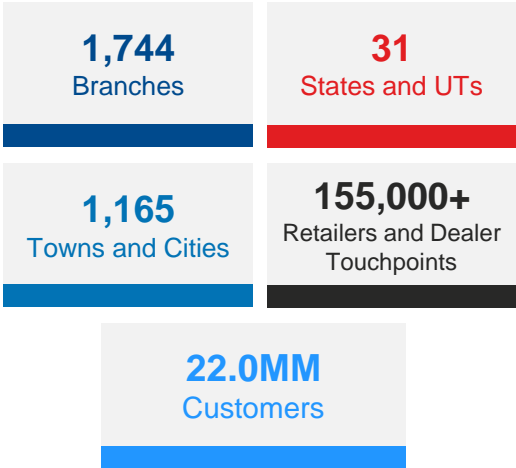 1,744
Branches
31
States and UTs
1,165
Towns and Cities
155,000+
Retailers and Dealer
Touchpoints
22.0MM
Customers